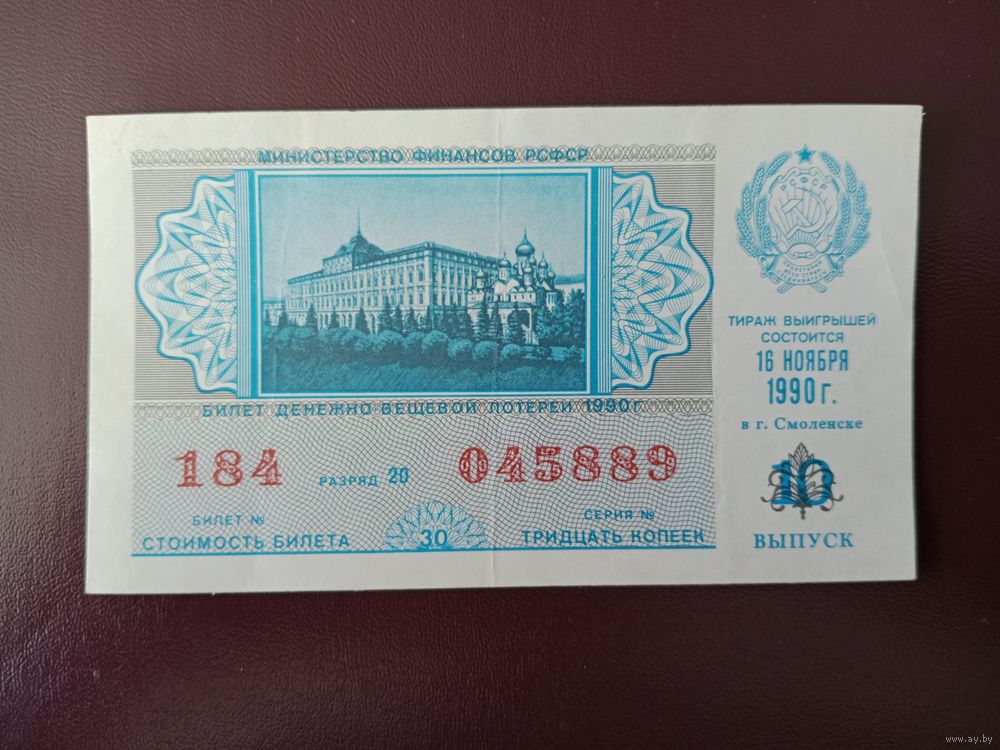 МИНИСТЕРСТВО ФИНАНСОВ РСФСР
БИЛЕТ ДЕНЕЖНО-ВЕЩЕВОЙ ЛОТЕРЕИ 1990 г.
184 РАЗРЯД 20 045889
БИЛЕТ № СЕРИЯ №
СТОИМОСТЬ БИЛЕТА 30 ТРИДЦАТЬ КОПЕЕК
РСФСР
ТИРАЖ ВЫИГРЫШЕЙ
СОСТОИТСЯ
16 НОЯБРЯ
1990 г.
в г. Смоленске
10
ВЫПУСК
www.ay.by